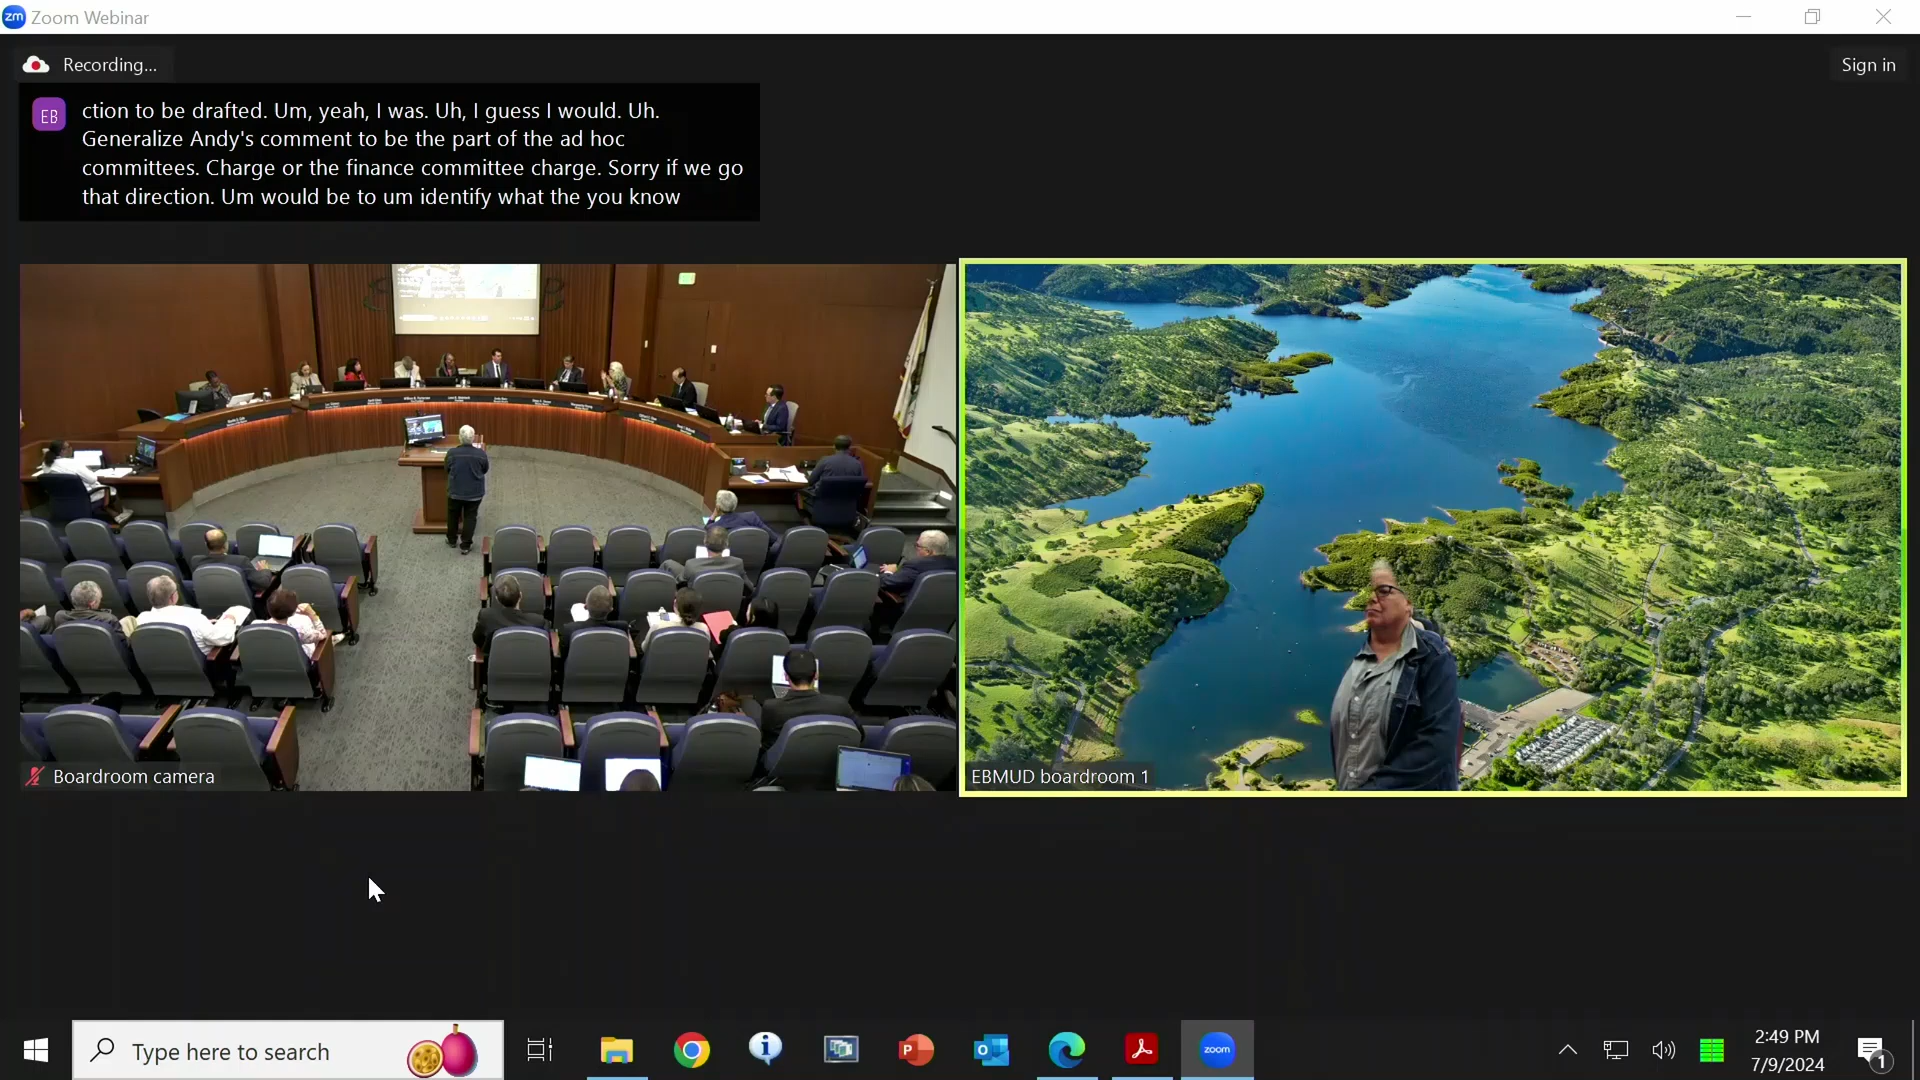 zm Zoom Webinar
Recording...
Sign in
EB
ction to be drafted. Um, yeah, I was. Uh, I guess I would. Uh.
Generalize Andy's comment to be the part of the ad hoc
committees. Charge or the finance committee charge. Sorry if we go
that direction. Um would be to um identify what the you know
Boardroom camera
EBMUD boardroom 1
Type here to search
zoom
2:49 PM
7/9/2024
1